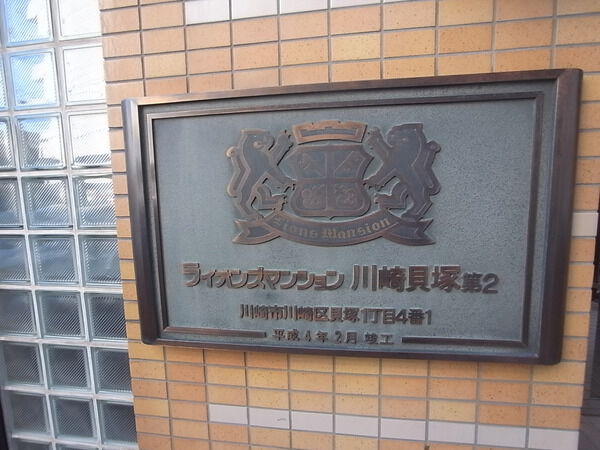 Lions Mansion
ライオンズマンション 川崎貝塚第2
川崎市川崎区貝塚1丁目4番1
平成4年2月 竣工